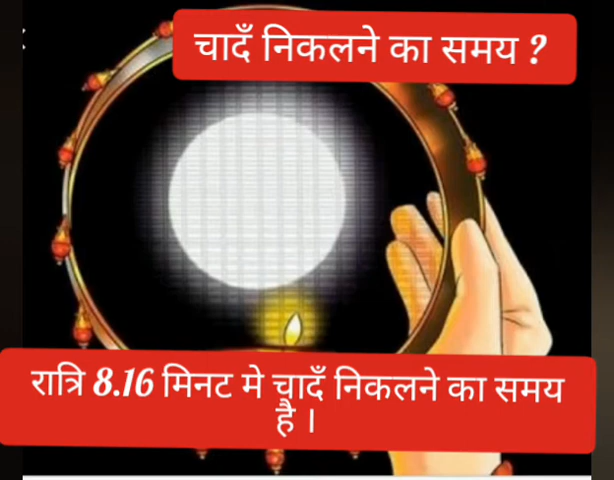 चादँ निकलने का समय ?
रात्रि 8.16 मिनट मे चादँ निकलने का समय
है ।